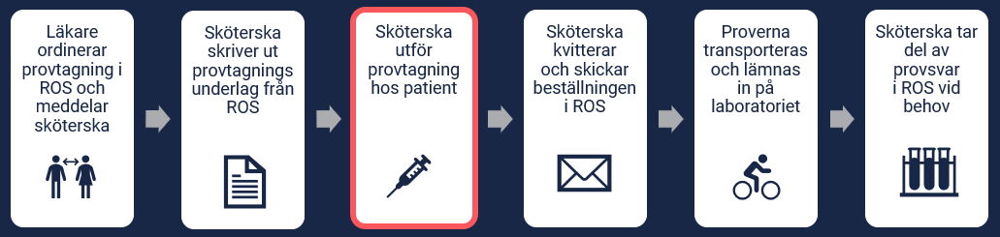 Läkare
ordinerar
provtagning i
ROS och
meddelar
sköterska
Sköterska
skriver ut
provtagnings
underlag från
ROS
Sköterska
utför
provtagning
hos patient
Sköterska
kvitterar
och skickar
beställningen
i ROS
Proverna
transporteras
och lämnas
in på
laboratoriet
Sköterska tar
del av
provsvar
i ROS vid
behov